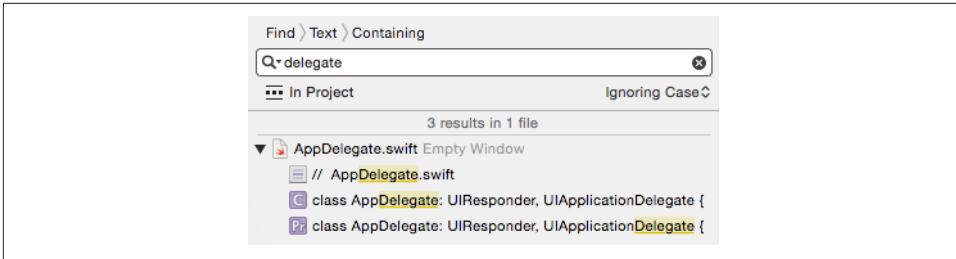 Find 〉Text 〉Containing
delegate
In Project Ignoring Case
3 results in 1 file
AppDelegate.swift Empty Window
// AppDelegate.swift
C class AppDelegate: UIResponder, UIApplicationDelegate {
Pr class AppDelegate: UIResponder, UIApplicationDelegate {